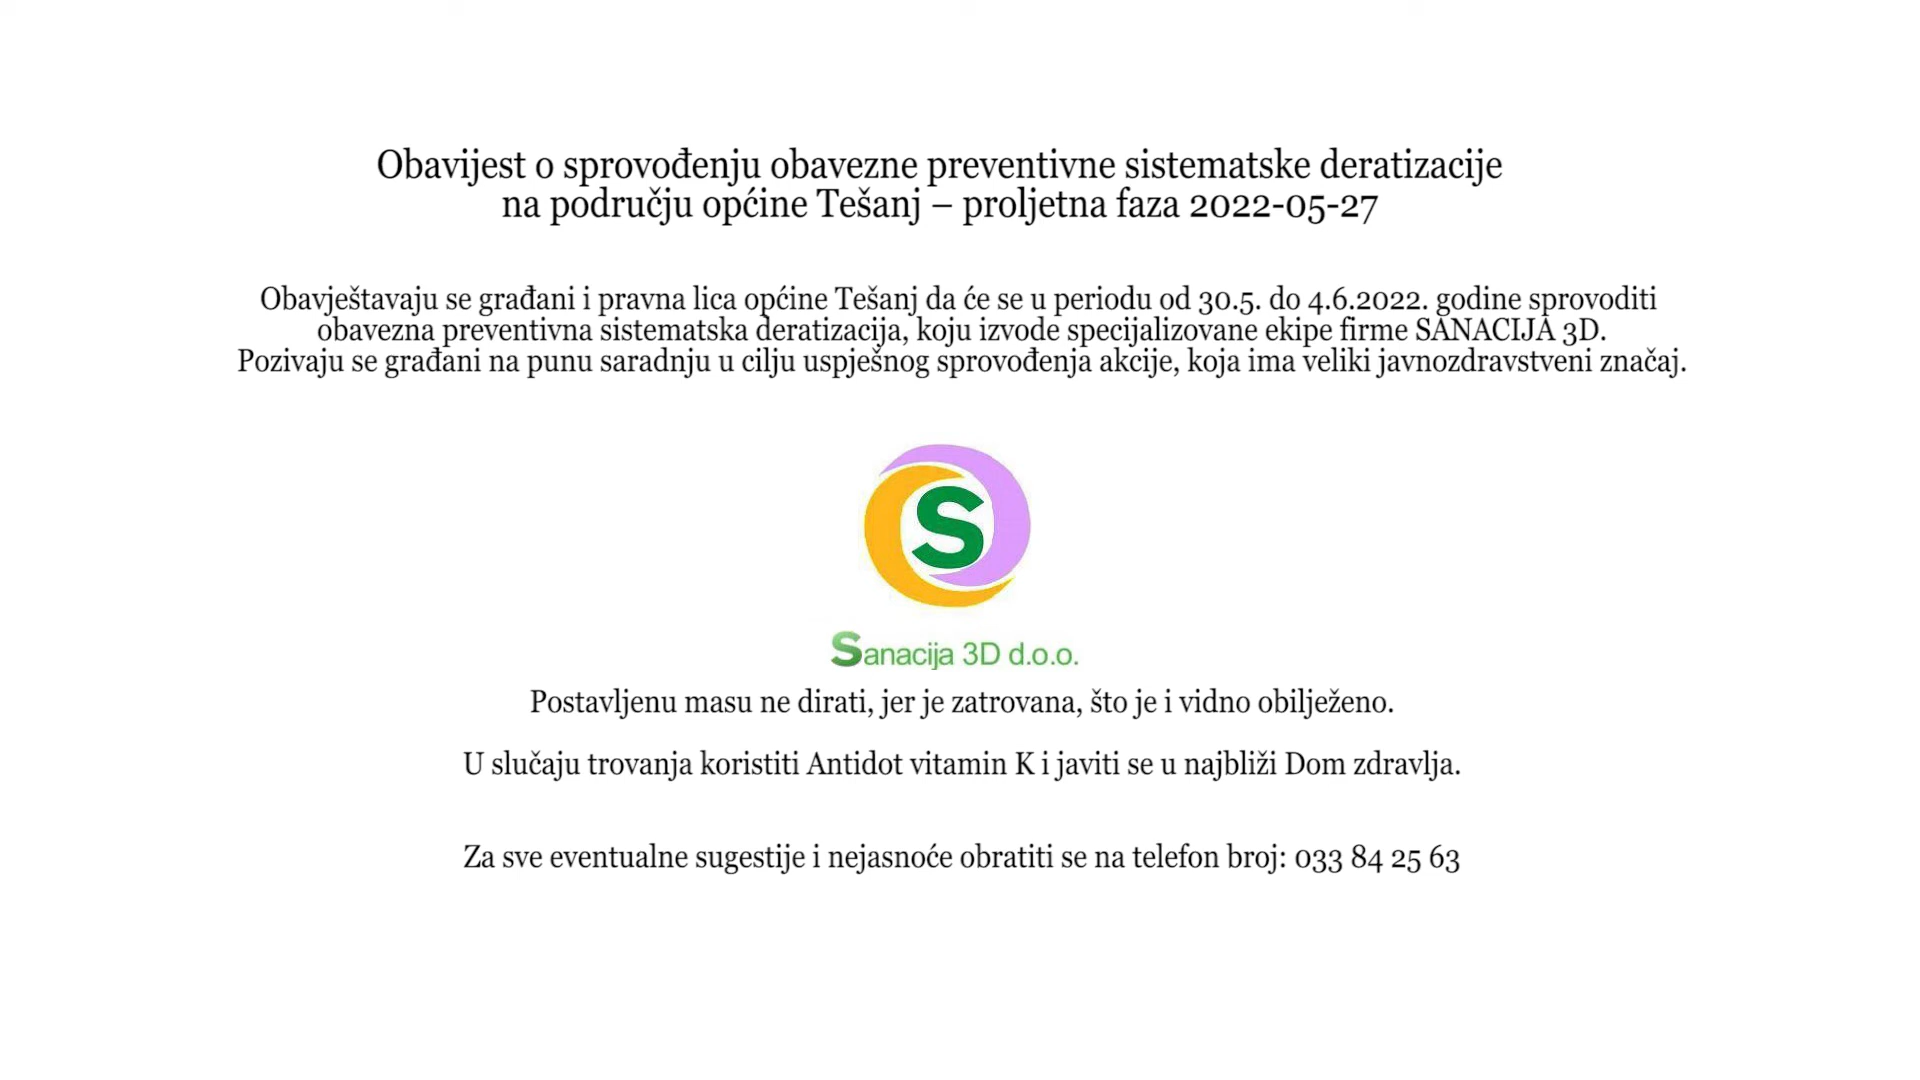 Obavijest o sprovođenju obavezne preventivne sistematske deratizacije
na području općine Tešanj – proljetna faza 2022-05-27
Obavještavaju se građani i pravna lica općine Tešanj da će se u periodu od 30.5. do 4.6.2022. godine sprovoditi
obavezna preventivna sistematska deratizacija, koju izvode specijalizovane ekipe firme SANACIJA 3D.
Pozivaju se građani na punu saradnju u cilju uspješnog sprovođenja akcije, koja ima veliki javnozdravstveni značaj.
S
Sanacija 3D d.o.o.
Postavljenu masu ne dirati, jer je zatrovana, što je i vidno obilježeno.
U slučaju trovanja koristiti Antidot vitamin K i javiti se u najbliži Dom zdravlja.
Za sve eventualne sugestije i nejasnoće obratiti se na telefon broj: 033 84 25 63